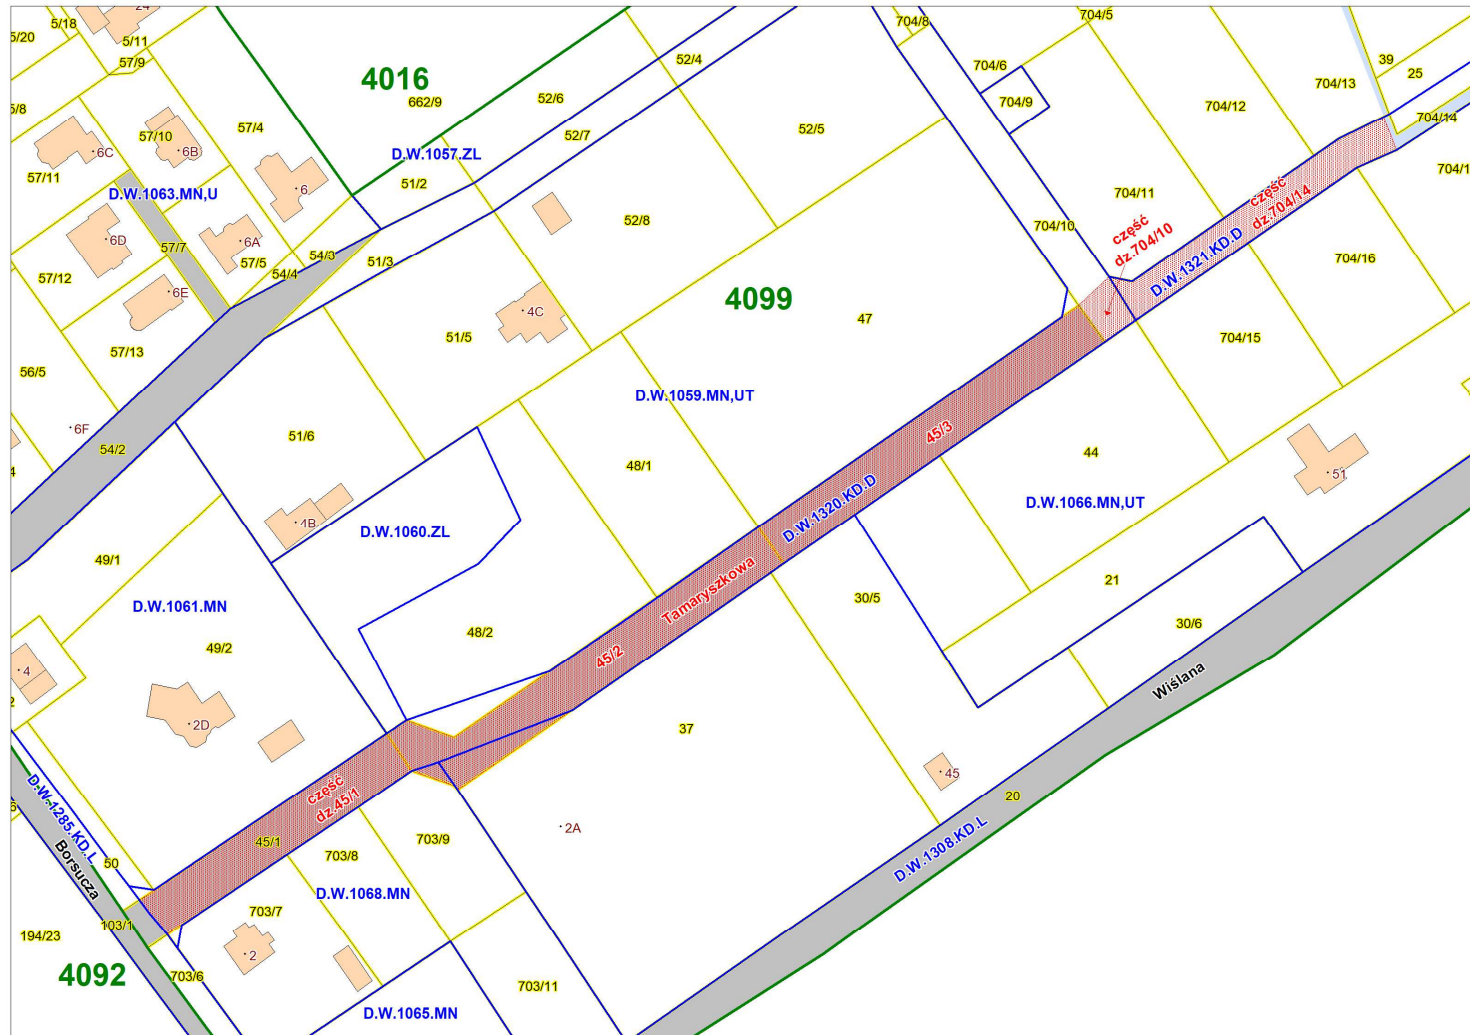 5/18
24
5/20
5/11
57/9
4016
662/9
52/4
52/6
52/7
52/5
704/8
704/5
704/6
704/9
704/12
704/13
39
25
704/14
704/1
5/8
57/4
57/10
6B
6C
57/11
D.W.1063.MN,U
6
D.W.1057.ZL
51/2
52/8
704/11
704/10
część
dz.704/10
część
dz.704/14
D.W.1321.KD.D
704/16
6D
57/7
6A
57/5
54/3
54/4
51/3
57/12
6E
4C
4099
47
57/13
51/5
704/15
56/5
D.W.1059.MN,UT
6F
54/2
51/6
48/1
45/3
44
51
4
D.W.1320.KD.D
D.W.1066.MN,UT
4B
D.W.1060.ZL
49/1
D.W.1061.MN
Tamaryszkowa
30/5
21
30/6
49/2
48/2
45/2
Wiślana
4
2
2D
37
część
dz.45/1
D.W.1285.KD.L
Borsucza
45
20
6
50
45/1
703/8
703/9
2A
D.W.1308.KD.L
D.W.1068.MN
103/1
703/7
194/23
2
4092
703/6
703/11
D.W.1065.MN